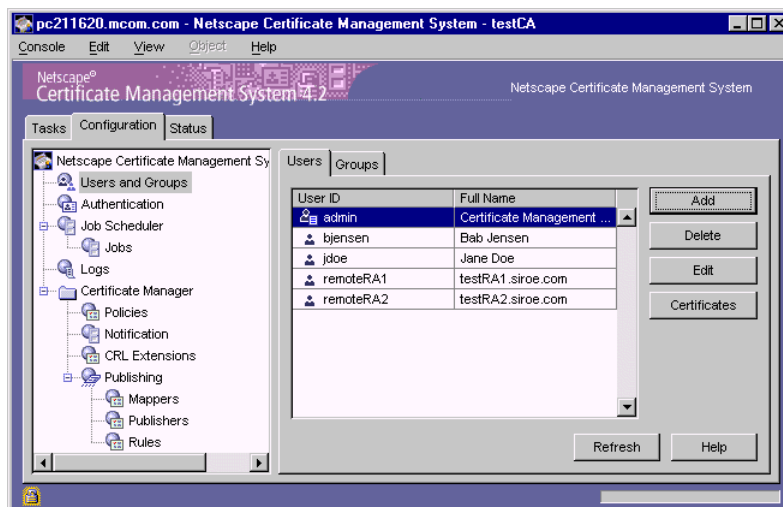 pc211620.mcom.com - Netscape Certificate Management System - testCA
Console Edit View Object Help
Netscape®
Certificate Management System 4.2
Netscape Certificate Management System
Tasks Configuration Status
Netscape Certificate Management Sy
Users and Groups
Authentication
Job Scheduler
Jobs
Logs
Certificate Manager
Policies
Notification
CRL Extensions
Publishing
Mappers
Publishers
Rules
Users Groups
User ID Full Name
admin Certificate Management ...
bjensen Bab Jensen
jdoe Jane Doe
remoteRA1 testRA1.siroe.com
remoteRA2 testRA2.siroe.com
Add
Delete
Edit
Certificates
Refresh Help